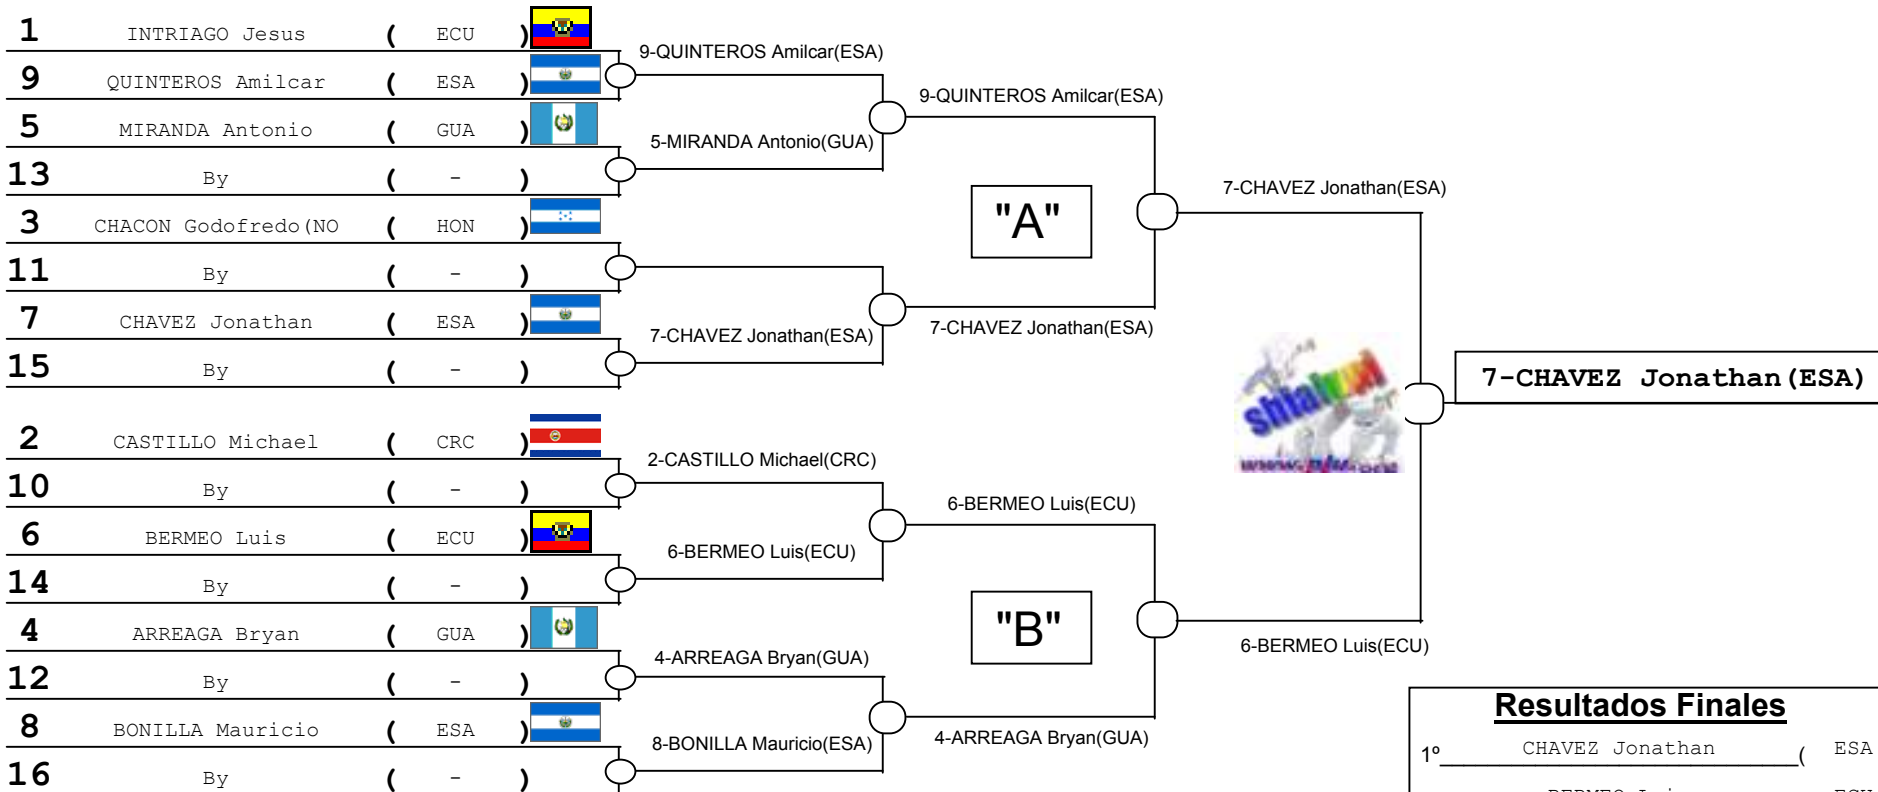 1 INTRIAGO Jesus ( ECU )
9 QUINTEROS Amilcar ( ESA )
5 MIRANDA Antonio ( GUA )
13 By ( - )
3 CHACON Godofredo(NO ( HON )
11 By ( - )
7 CHAVEZ Jonathan ( ESA )
15 By ( - )
2 CASTILLO Michael ( CRC )
10 By ( - )
6 BERMEO Luis ( ECU )
14 By ( - )
4 ARREAGA Bryan ( GUA )
12 By ( - )
8 BONILLA Mauricio ( ESA )
16 By ( - )
9-QUINTEROS Amilcar(ESA)
5-MIRANDA Antonio(GUA)
7-CHAVEZ Jonathan(ESA)
2-CASTILLO Michael(CRC)
6-BERMEO Luis(ECU)
4-ARREAGA Bryan(GUA)
8-BONILLA Mauricio(ESA)
9-QUINTEROS Amilcar(ESA)
"A"
7-CHAVEZ Jonathan(ESA)
6-BERMEO Luis(ECU)
"B"
4-ARREAGA Bryan(GUA)
7-CHAVEZ Jonathan(ESA)
6-BERMEO Luis(ECU)
7-CHAVEZ Jonathan(ESA)
Resultados Finales
1º CHAVEZ Jonathan ( ESA
BERMEO Luis ECU